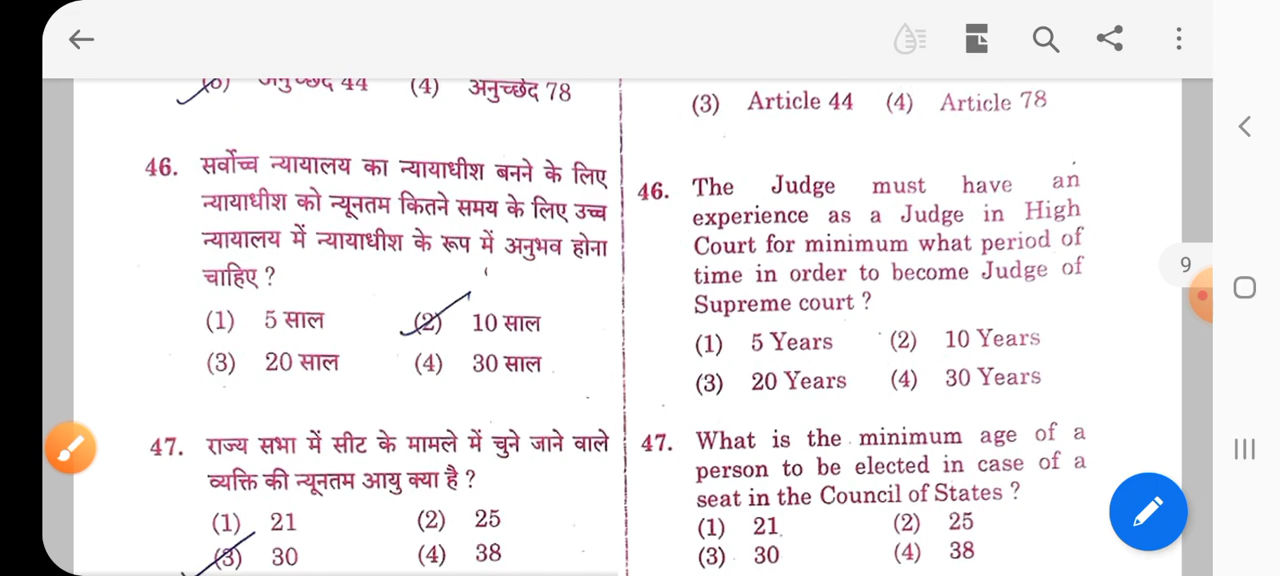 (3) अनुच्छेद 44 (4) अनुच्छेद 78
46. सर्वोच्च न्यायालय का न्यायाधीश बनने के लिए
न्यायाधीश को न्यूनतम कितने समय के लिए उच्च
न्यायालय में न्यायाधीश के रूप में अनुभव होना
चाहिए ?
(1) 5 साल (2) 10 साल
(3) 20 साल (4) 30 साल
47. राज्य सभा में सीट के मामले में चुने जाने वाले
व्यक्ति की न्यूनतम आयु क्या है ?
(1) 21 (2) 25
(3) 30 (4) 38
(3) Article 44 (4) Article 78
46. The Judge must have an
experience as a Judge in High
Court for minimum what period of
time in order to become Judge of
Supreme court ?
(1) 5 Years (2) 10 Years
(3) 20 Years (4) 30 Years
47. What is the minimum age of a
person to be elected in case of a
seat in the Council of States ?
(1) 21 (2) 25
(3) 30 (4) 38
9